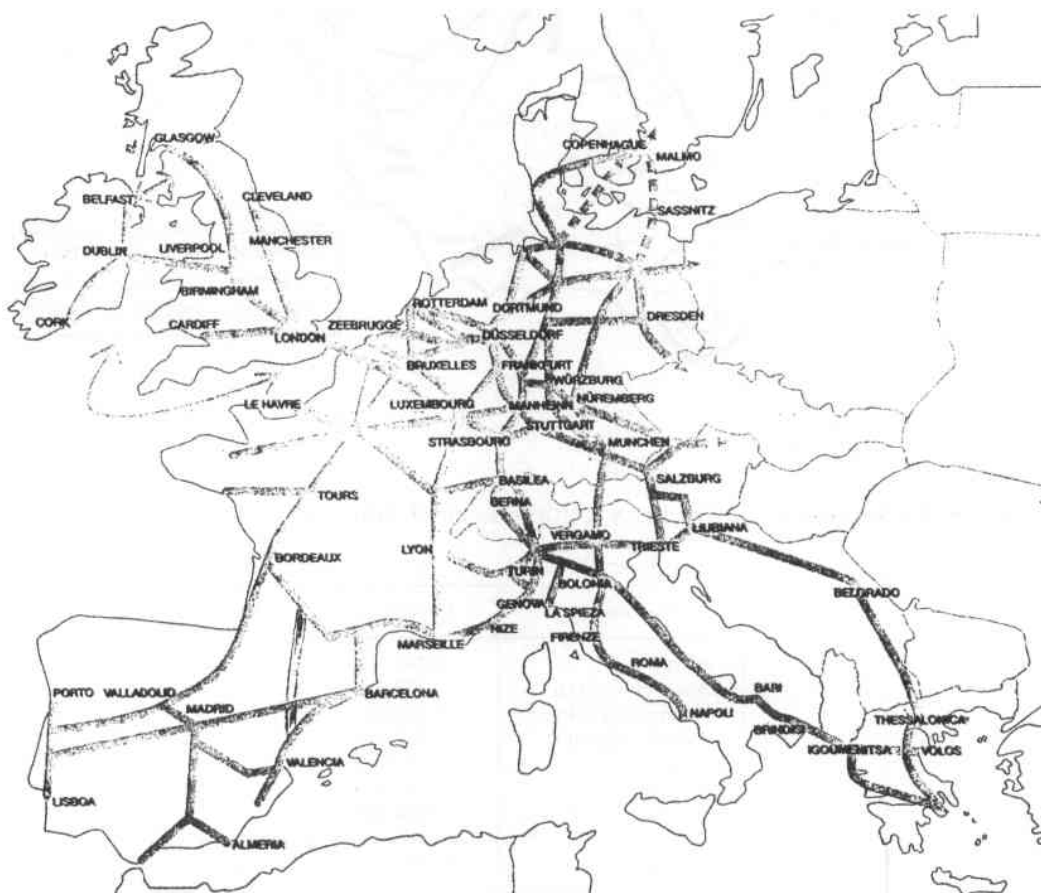 GLASGOW
COPENHAGUE
MALMO
BELFAST
CLEVELAND
SASSNITZ
DUBLIN
LIVERPOOL
MANCHESTER
BIRMINGHAM
ROTTERDAM
DORTMUND
CORK
CARDIFF
LONDON
ZEEBRUGGE
DÜSSELDORF
DRESDEN
BRUXELLES
FRANKFURT
WÜRZBURG
LE HAVRE
LUXEMBOURG
MANHEINN
NÜREMBERG
STUTTGART
STRASBOURG
MUNCHEN
BASILEA
SALZBURG
TOURS
BERNA
LYON
VERGAMO
TRIESTE
LIUBIANA
BORDEAUX
TURIN
BOLONIA
BELDRADO
GENOVA
LA SPIEZA
NIZE
FIRENZE
MARSEILLE
ROMA
PORTO
VALLADOLID
BARCELONA
BARI
MADRID
NAPOLI
BRINDISI
THESSALONICA
IGOUMENITSA
VOLOS
VALENCIA
LISBOA
ALMERIA